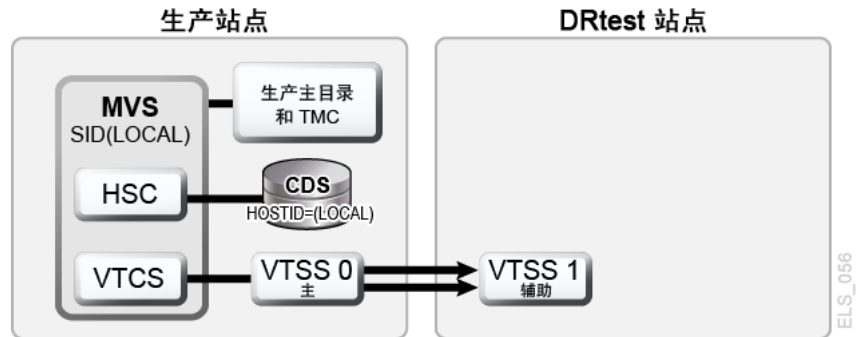 生产站点
DRtest 站点
MVS
SID(LOCAL)
生产主目录
和 TMC
HSC
CDS
HOSTID=(LOCAL)
VTCS
VTSS 0
主
VTSS 1
辅助
ELS_056